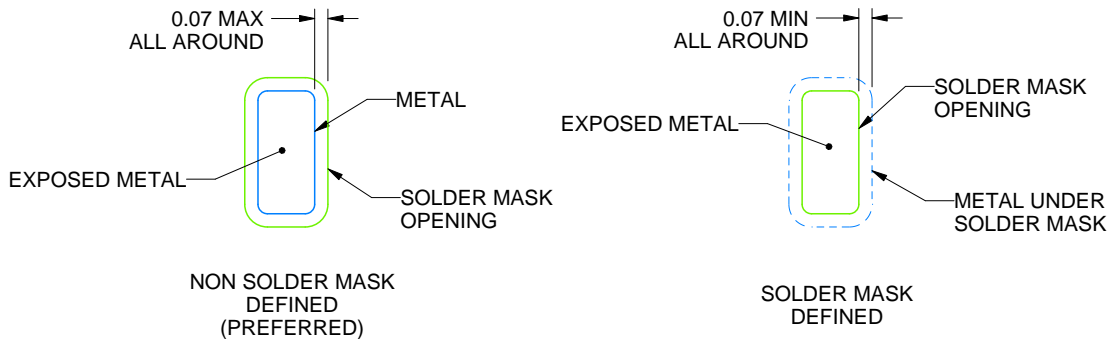 0.07 MAX
ALL AROUND
METAL
EXPOSED METAL
SOLDER MASK
OPENING
NON SOLDER MASK
DEFINED
(PREFERRED)
0.07 MIN
ALL AROUND
SOLDER MASK
OPENING
EXPOSED METAL
METAL UNDER
SOLDER MASK
SOLDER MASK
DEFINED